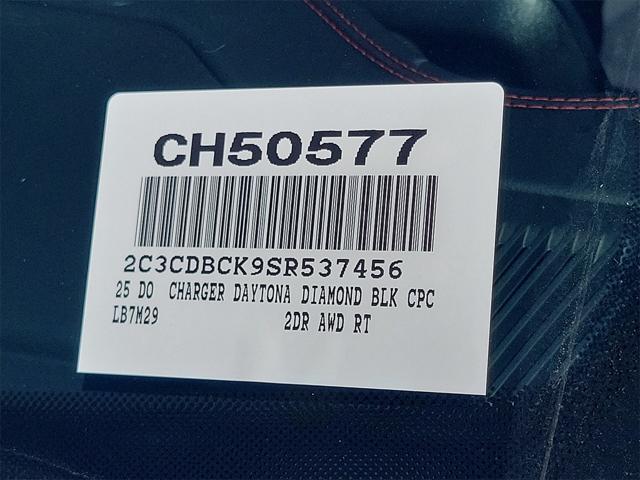 CH50577
2C3CDBCK9SR537456
25 DO CHARGER DAYTONA DIAMOND BLK CPC
LB7M29 2DR AWD RT